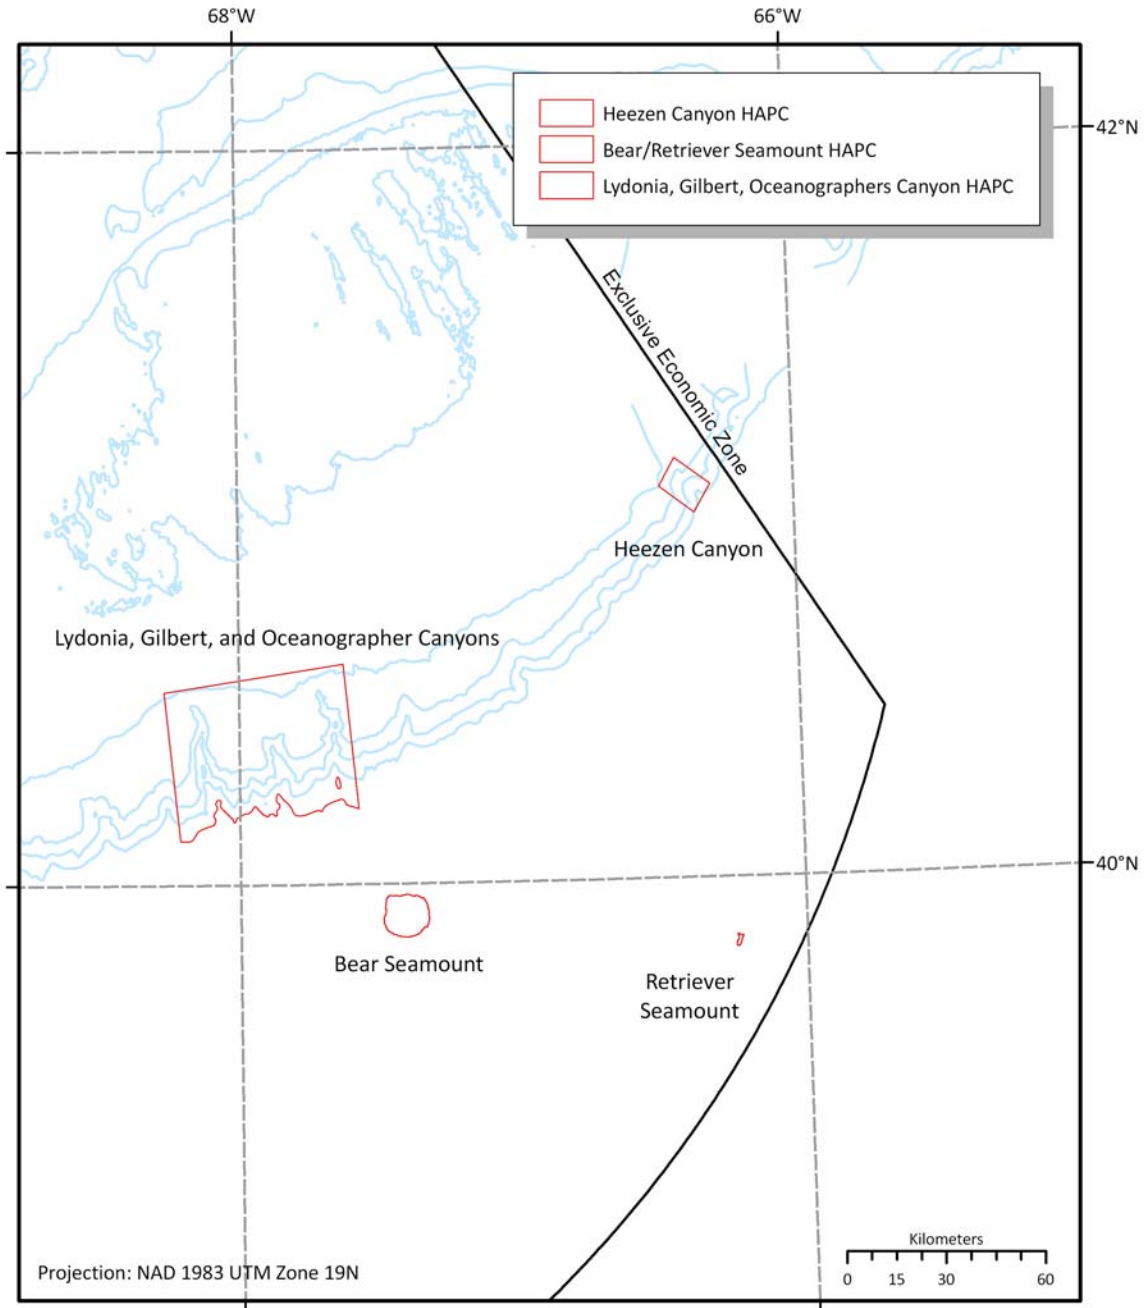 68°W
66°W
Heezen Canyon HAPC
Bear/Retriever Seamount HAPC
Lydonia, Gilbert, Oceanographers Canyon HAPC
42°N
Exclusive Economic Zone
Heezen Canyon
Lydonia, Gilbert, and Oceanographer Canyons
40°N
Bear Seamount
Retriever
Seamount
Kilometers
0 15 30 60
Projection: NAD 1983 UTM Zone 19N